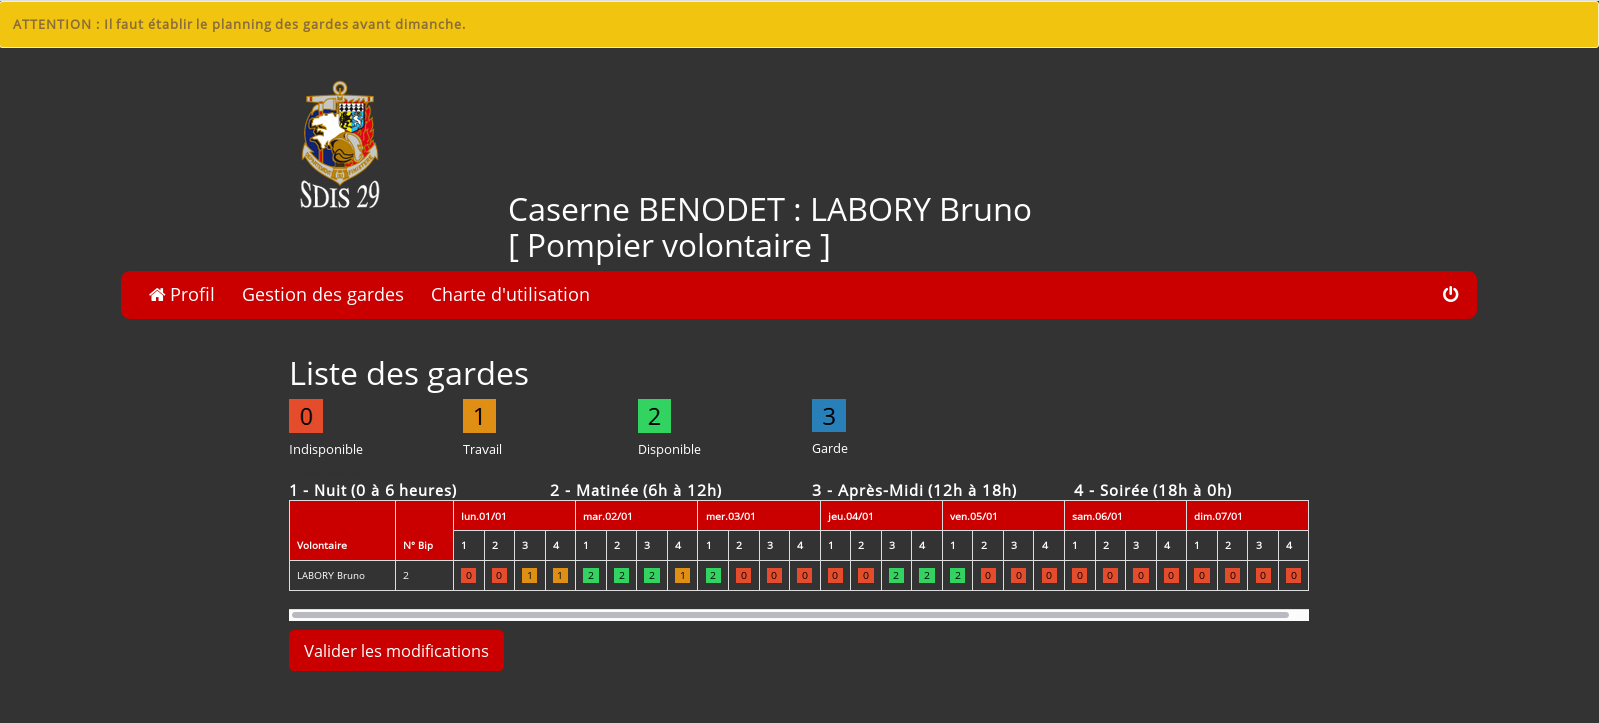 ATTENTION : Il faut établir le planning des gardes avant dimanche.
SDIS 29
Caserne BENODET : LABORY Bruno
[ Pompier volontaire ]
Profil Gestion des gardes Charte d'utilisation
Liste des gardes
0 1 2 3
Indisponible Travail Disponible Garde
1 - Nuit (0 à 6 heures) 2 - Matinée (6h à 12h) 3 - Après-Midi (12h à 18h) 4 - Soirée (18h à 0h)
lun.01/01 mar.02/01 mer.03/01 jeu.04/01 ven.05/01 sam.06/01 dim.07/01
Volontaire N° Bip 1 2 3 4 1 2 3 4 1 2 3 4 1 2 3 4 1 2 3 4 1 2 3 4 1 2 3 4
LABORY Bruno 2 0 0 1 1 2 2 2 1 2 0 0 0 0 0 2 2 2 0 0 0 0 0 0 0 0 0 0 0
Valider les modifications